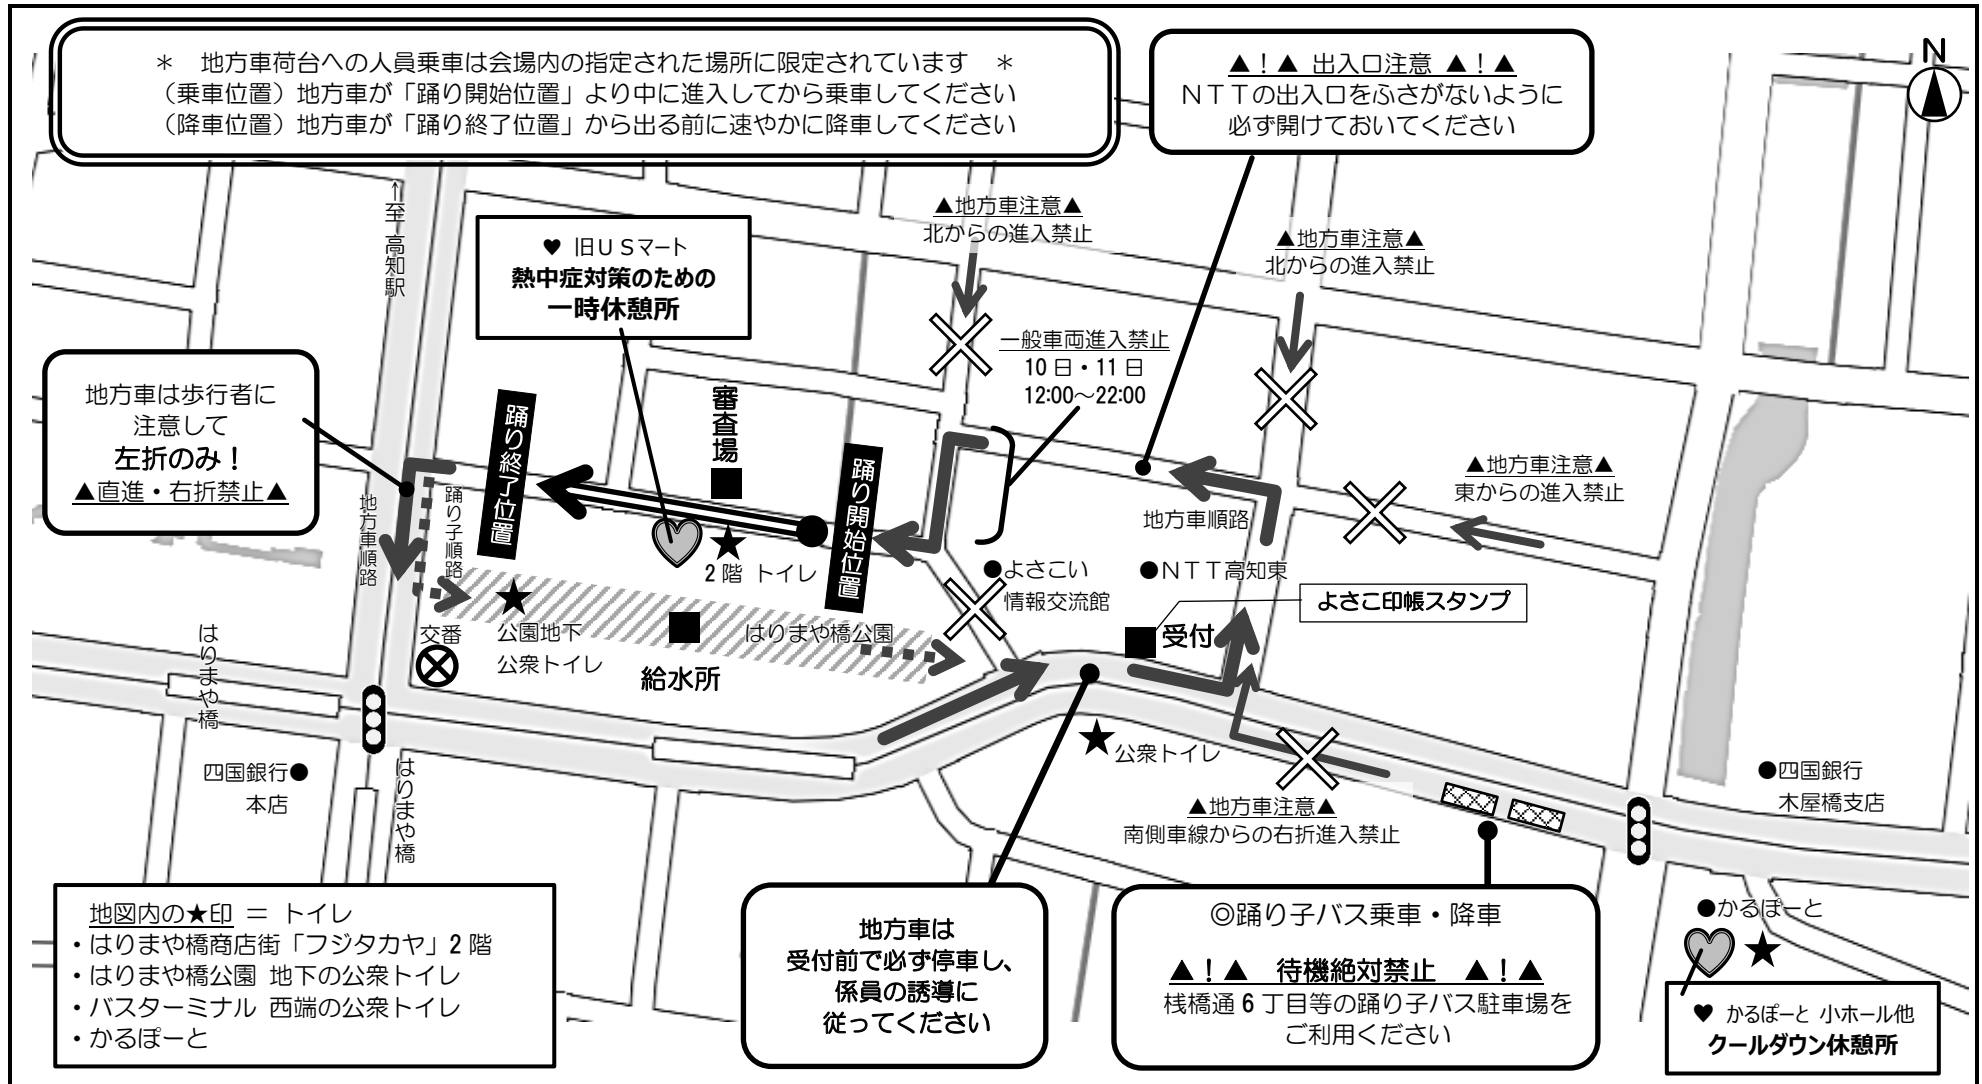 ＊　地方車荷台への人員乗車は会場内の指定された場所に限定されています　＊
（乗車位置）地方車が「踊り開始位置」より中に進入してから乗車してください
（降車位置）地方車が「踊り終了位置」から出る前に速やかに降車してください
▲！▲ 出入口注意 ▲！▲
ＮＴＴの出入口をふさがないように
必ず開けておいてください
N
←至 高知駅
▲地方車注意▲
北からの進入禁止
▲地方車注意▲
北からの進入禁止
♥ 旧ＵＳマート
熱中症対策のための
一時休憩所
一般車両進入禁止
10日・11日
12:00～22:00
地方車は歩行者に
注意して
左折のみ！
▲直進・右折禁止▲
審査場
踊り終了位置
踊り開始位置
▲地方車注意▲
東からの進入禁止
地方車順路
踊り子順路
地方車順路
2階 トイレ
●よさこい
情報交流館
●ＮＴＴ高知東
よさこ印帳スタンプ
受付
交番
公園地下
公衆トイレ
はりまや橋公園
給水所
はりまや橋
はりまや橋
四国銀行●
本店
★公衆トイレ
●四国銀行
木屋橋支店
▲地方車注意▲
南側車線からの右折進入禁止
地図内の★印 ＝ トイレ
・はりまや橋商店街「フジタカヤ」2階
・はりまや橋公園 地下の公衆トイレ
・バスターミナル 西端の公衆トイレ
・かるぽーと
地方車は
受付前で必ず停車し、
係員の誘導に
従ってください
◎踊り子バス乗車・降車
▲！▲　待機絶対禁止　▲！▲
桟橋通6丁目等の踊り子バス駐車場を
ご利用ください
●かるぽーと
♥ かるぽーと 小ホール他
クールダウン休憩所